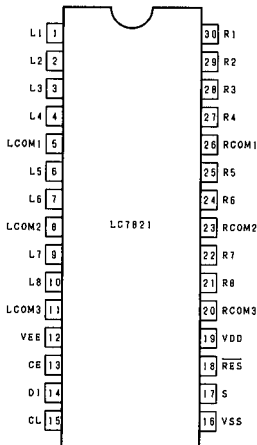 L1 1 30 R1
L2 2 29 R2
L3 3 28 R3
L4 4 27 R4
LCOM1 5 26 RCOM1
L5 6 25 R5
L6 7 24 R6
LCOM2 8 LC7821 23 RCOM2
L7 9 22 R7
L8 10 21 R8
LCOM3 11 20 RCOM3
VEE 12 19 VDD
CE 13 18 RES
DI 14 17 S
CL 15 16 VSS